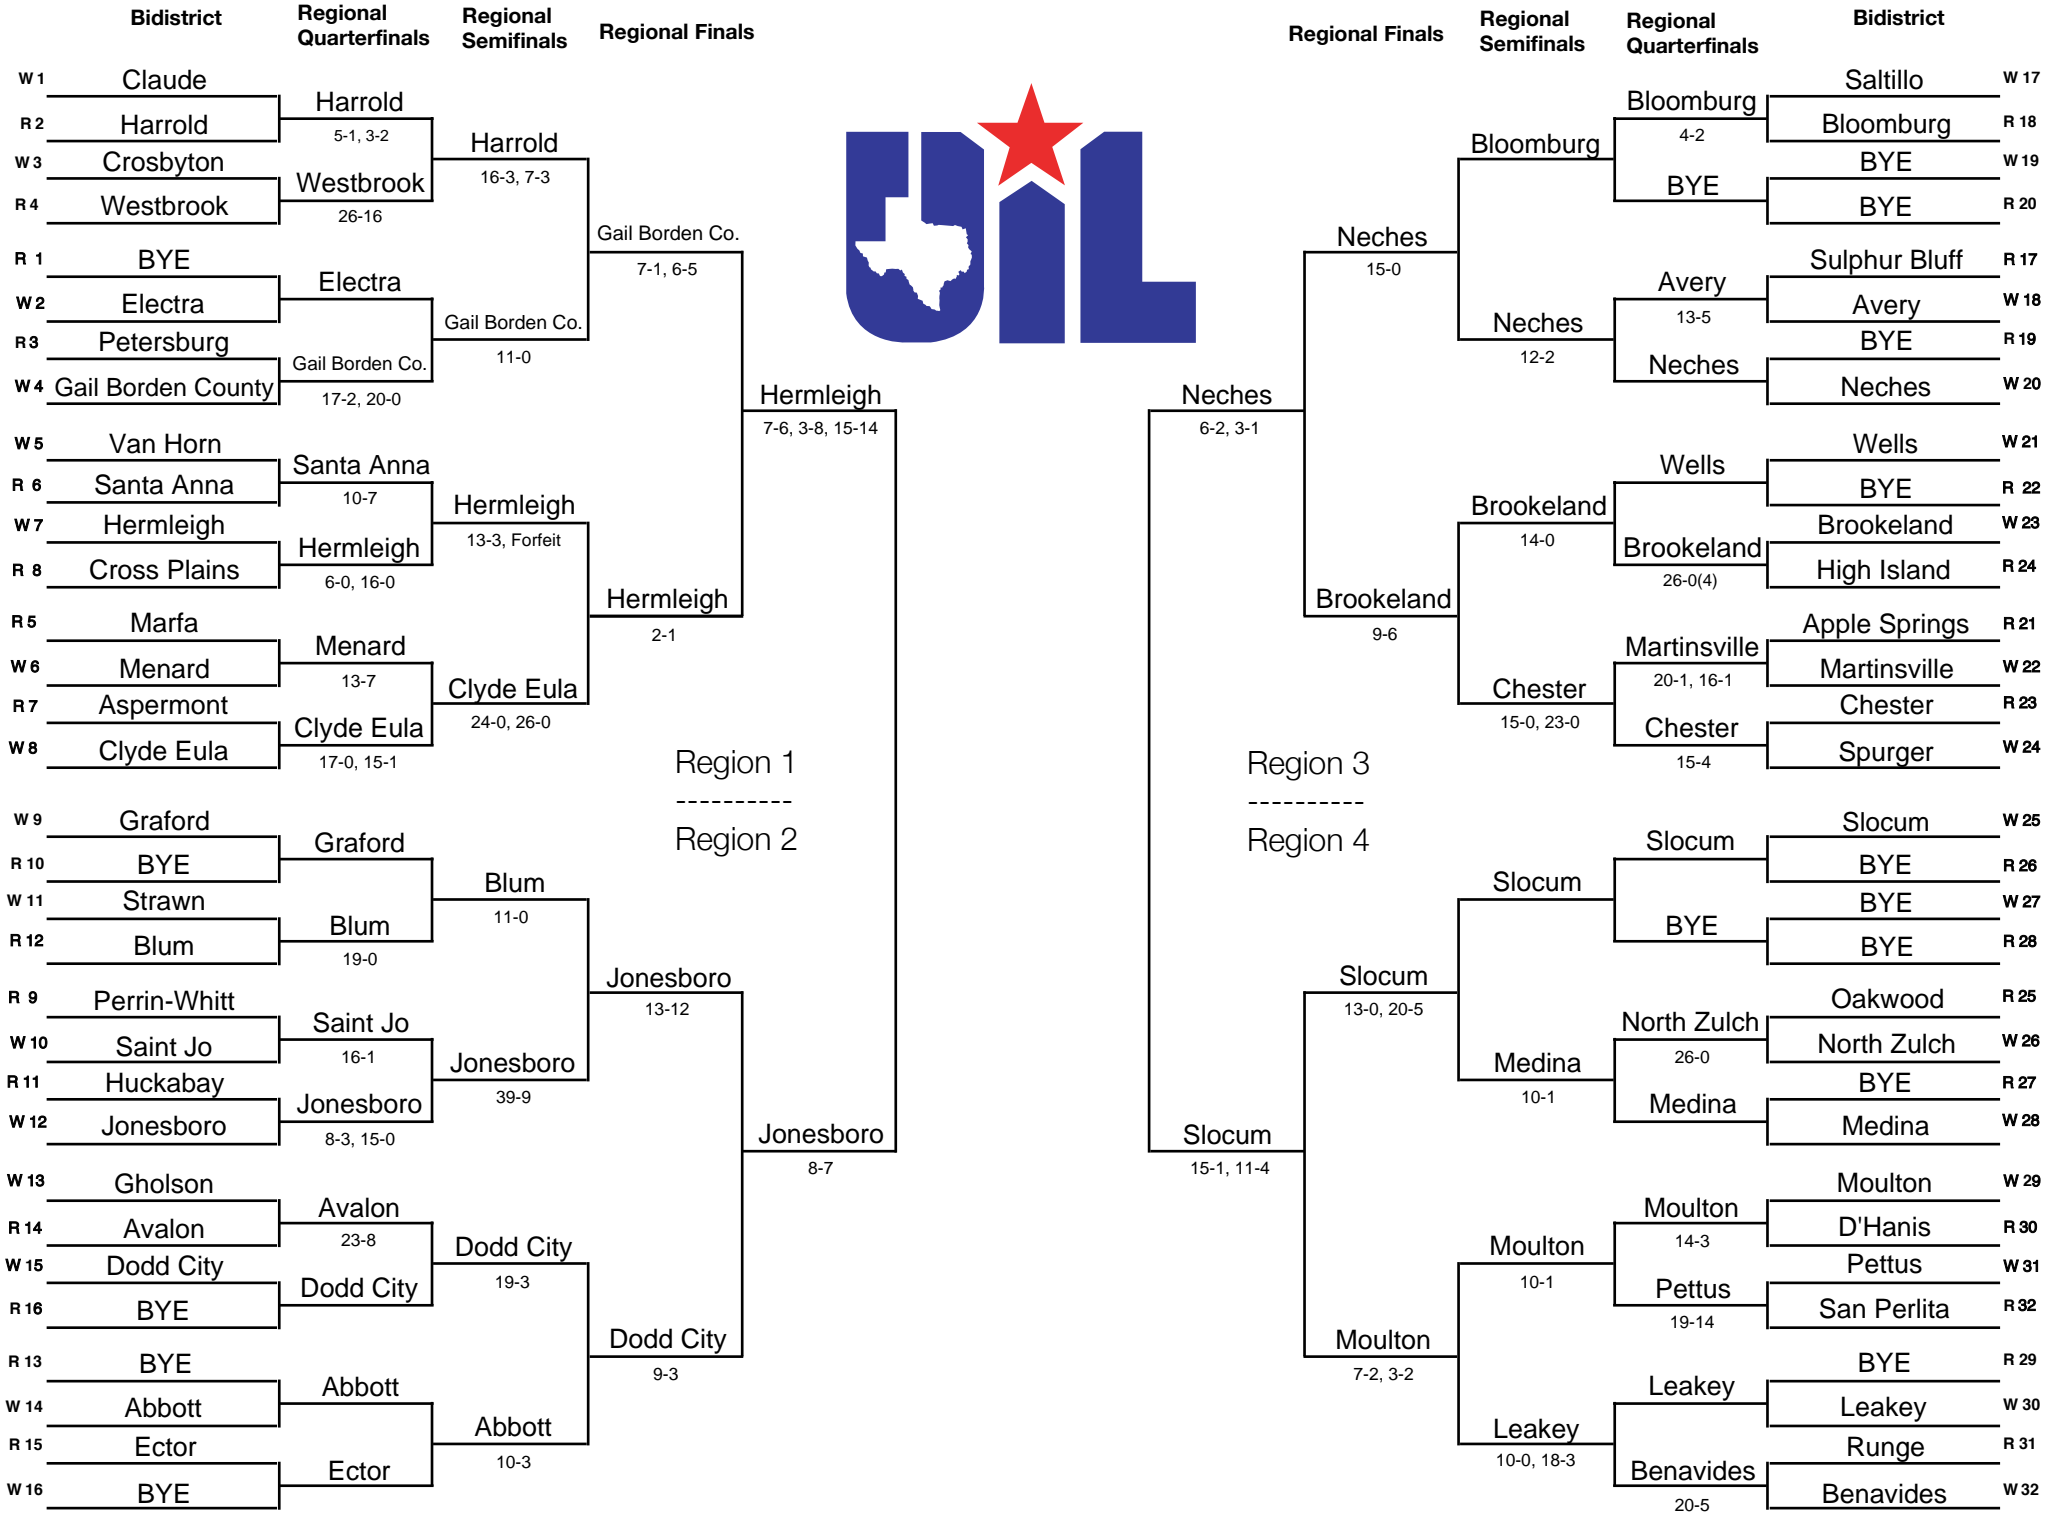 Bidistrict
Regional
Quarterfinals
Regional
Semifinals
Regional Finals
Regional Finals
Regional
Semifinals
Regional
Quarterfinals
Bidistrict
W 1 Claude
R 2 Harrold
W 3 Crosbyton
R 4 Westbrook
R 1 BYE
W 2 Electra
R 3 Petersburg
W 4 Gail Borden County
W 5 Van Horn
R 6 Santa Anna
W 7 Hermleigh
R 8 Cross Plains
R 5 Marfa
W 6 Menard
R 7 Aspermont
W 8 Clyde Eula
W 9 Graford
R 10 BYE
W 11 Strawn
R 12 Blum
R 9 Perrin-Whitt
W 10 Saint Jo
R 11 Huckabay
W 12 Jonesboro
W 13 Gholson
R 14 Avalon
W 15 Dodd City
R 16 BYE
R 13 BYE
W 14 Abbott
R 15 Ector
W 16 BYE
Harrold
5-1, 3-2
Westbrook
26-16
Electra
Gail Borden Co.
17-2, 20-0
Santa Anna
10-7
Hermleigh
6-0, 16-0
Menard
13-7
Clyde Eula
17-0, 15-1
Graford
Blum
19-0
Saint Jo
16-1
Jonesboro
8-3, 15-0
Avalon
23-8
Dodd City
Abbott
Ector
Harrold
16-3, 7-3
Gail Borden Co.
11-0
Hermleigh
13-3, Forfeit
Clyde Eula
24-0, 26-0
Blum
11-0
Jonesboro
39-9
Dodd City
19-3
Abbott
10-3
Gail Borden Co.
7-1, 6-5
Hermleigh
2-1
Jonesboro
13-12
Dodd City
9-3
Hermleigh
7-6, 3-8, 15-14
Jonesboro
8-7
Region 1
----------
Region 2
UIL
Region 3
----------
Region 4
Neches
6-2, 3-1
Slocum
15-1, 11-4
Neches
15-0
Brookeland
9-6
Slocum
13-0, 20-5
Moulton
7-2, 3-2
Bloomburg
Neches
12-2
Brookeland
14-0
Chester
15-0, 23-0
Slocum
Medina
10-1
Moulton
10-1
Leakey
10-0, 18-3
Bloomburg
4-2
BYE
Avery
13-5
Neches
Wells
Brookeland
26-0(4)
Martinsville
20-1, 16-1
Chester
15-4
Slocum
BYE
North Zulch
26-0
Medina
Moulton
14-3
Pettus
19-14
Leakey
Benavides
20-5
Saltillo W 17
Bloomburg R 18
BYE W 19
BYE R 20
Sulphur Bluff R 17
Avery W 18
BYE R 19
Neches W 20
Wells W 21
BYE R 22
Brookeland W 23
High Island R 24
Apple Springs R 21
Martinsville W 22
Chester R 23
Spurger W 24
Slocum W 25
BYE R 26
BYE W 27
BYE R 28
Oakwood R 25
North Zulch W 26
BYE R 27
Medina W 28
Moulton W 29
D'Hanis R 30
Pettus W 31
San Perlita R 32
BYE R 29
Leakey W 30
Runge R 31
Benavides W 32